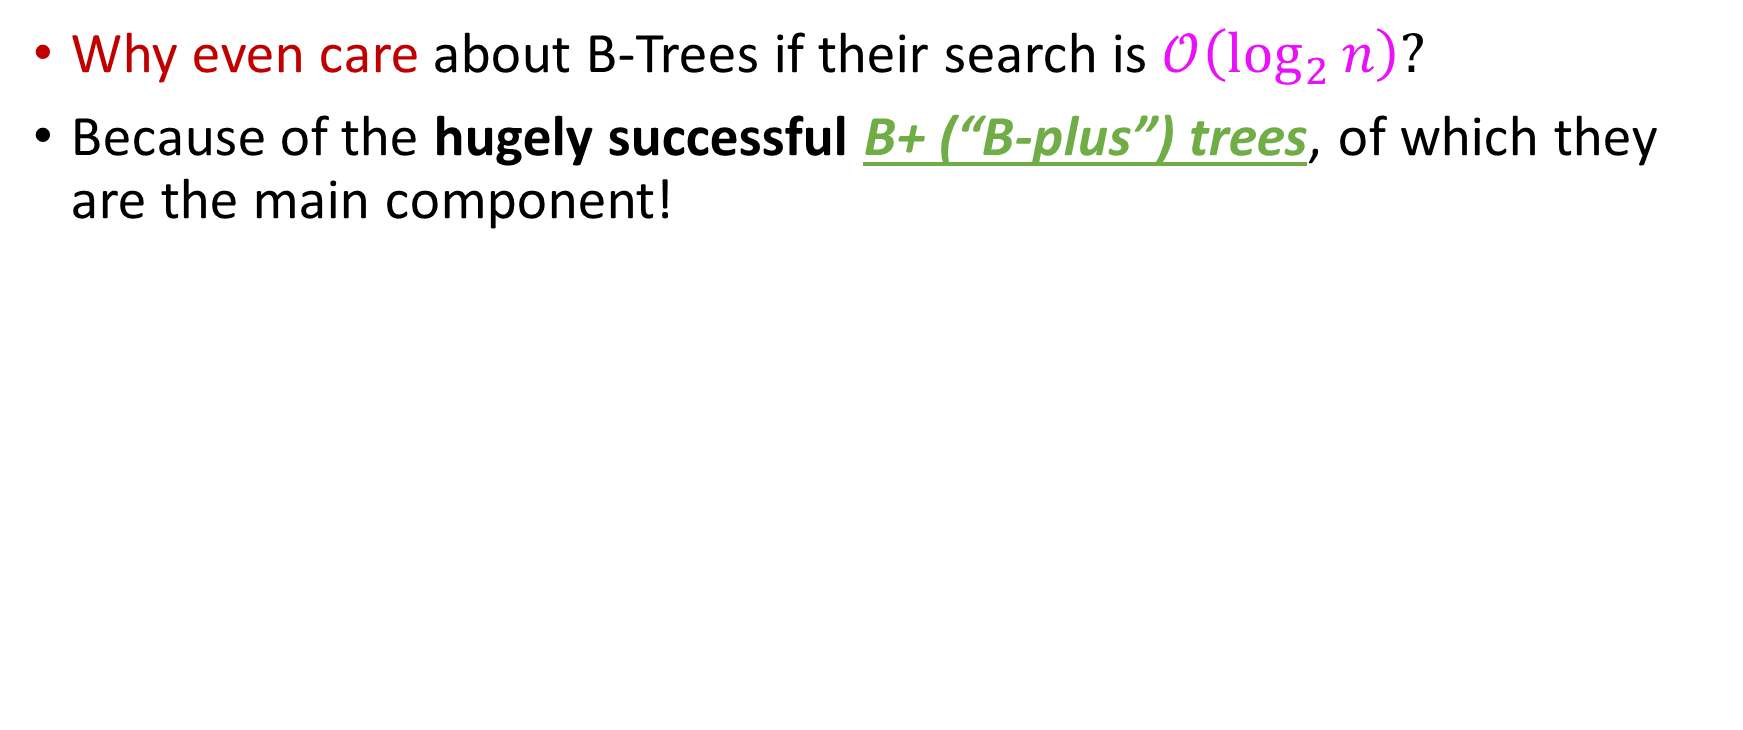 • Why even care about B-Trees if their search is 𝒪(log₂ n)?
• Because of the hugely successful B+ (“B-plus”) trees, of which they
are the main component!